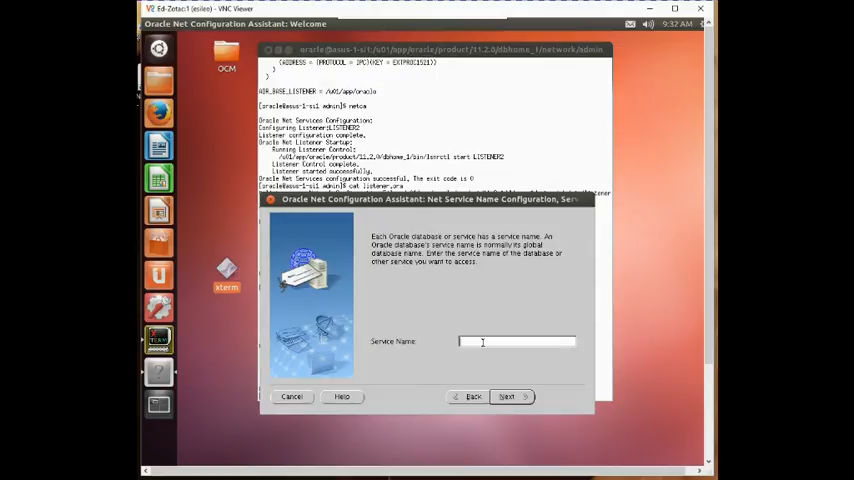 Ed-Zotac1:1 (esileo) - VNC Viewer
Oracle Net Configuration Assistant: Welcome
9:32 AM
OCM
oracle@asus-1-sit:/u01/app/oracle/product/11.2.0/dbhome_1/network/admin
(ADDRESS = (PROTOCOL = IPC)(KEY = EXTPROC1521))
)
)
ADR_BASE_LISTENER = /u01/app/oracle
[oracle@asus-1-si1 admin]$ netca
Oracle Net Services Configuration:
Configuring Listener:LISTENER2
Listener configuration complete.
Oracle Net Listener Startup:
Running Listener Control:
/u01/app/oracle/product/11.2.0/dbhome_1/bin/lsnrctl start LISTENER2
Listener Control complete.
Listener started successfully.
Oracle Net Services configuration successful. The exit code is 0
[oracle@asus-1-si1 admin]$ cat listener.ora
Oracle Net Configuration Assistant: Net Service Name Configuration, Serv
Each Oracle database or service has a service name. An
Oracle database's service name is normally its global
database name. Enter the service name of the database or
other service you want to access.
xterm
Service Name:
Cancel
Help
Back
Next